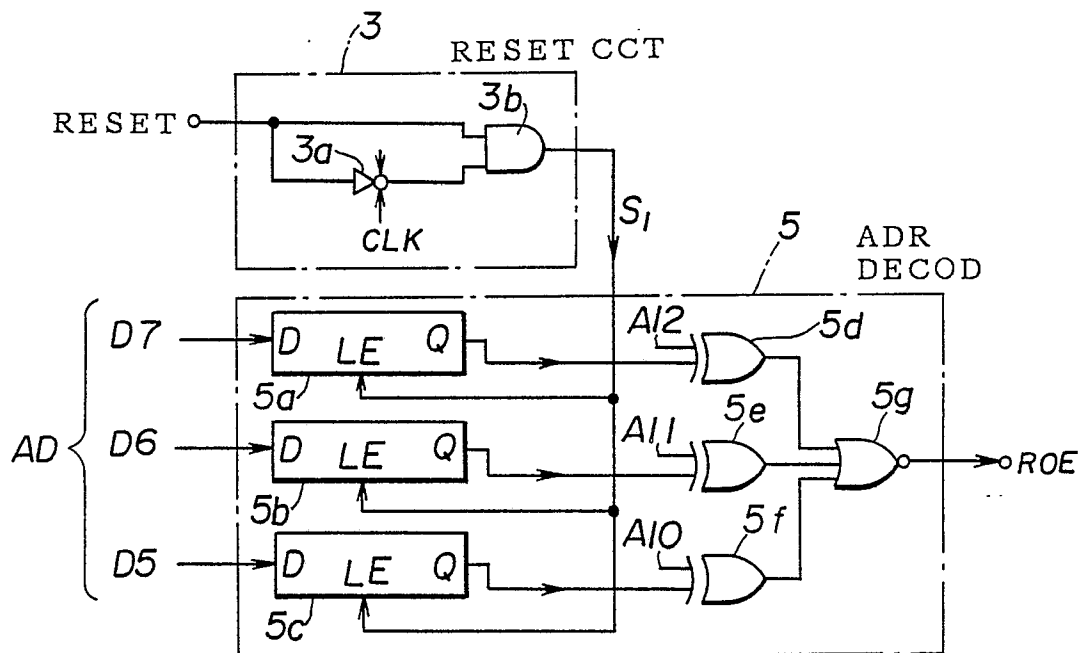 3
RESET CCT
RESET
3a
3b
CLK
S1
5
ADR
DECOD
AD
D7
D LE Q
5a
A12
5d
D6
D LE Q
5b
A11
5e
5g
ROE
D5
D LE Q
5c
A10
5f